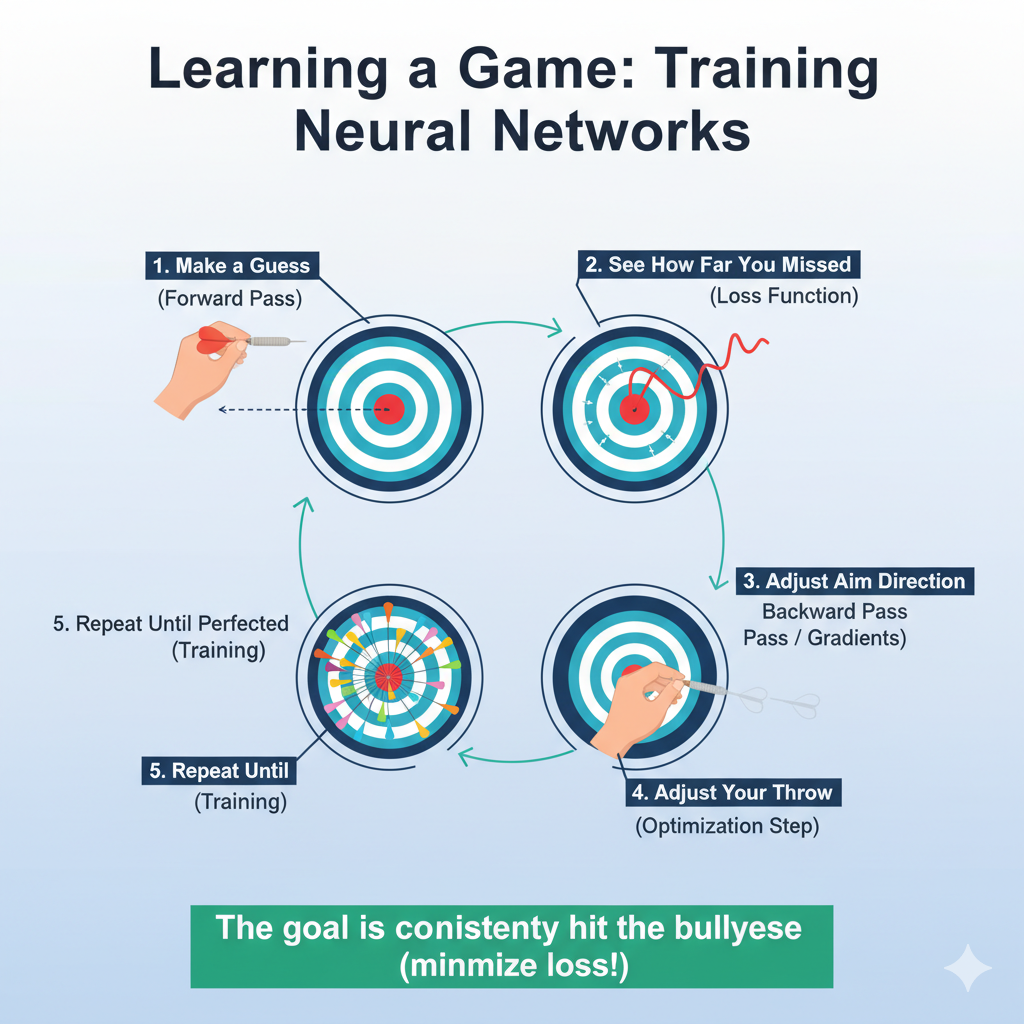 Learning a Game: Training
Neural Networks
1. Make a Guess
(Forward Pass)
2. See How Far You Missed
(Loss Function)
3. Adjust Aim Direction
Backward Pass
Pass / Gradients)
5. Repeat Until Perfected
(Training)
5. Repeat Until
(Training)
4. Adjust Your Throw
(Optimization Step)
The goal is conistenty hit the bullyese
(minmize loss!)